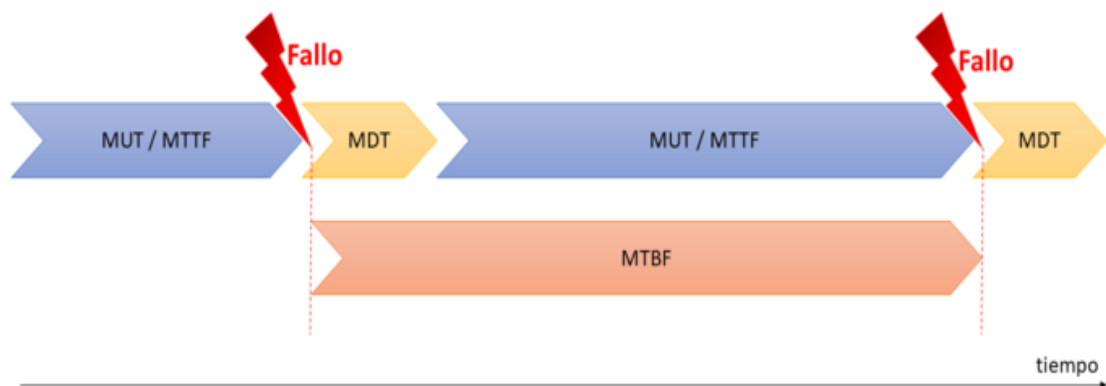 Fallo
Fallo
MUT / MTTF
MDT
MUT / MTTF
MDT
MTBF
tiempo